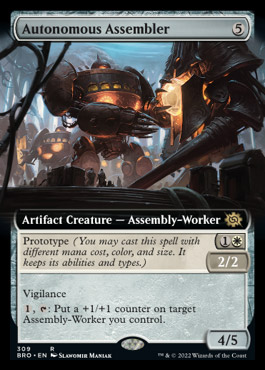 Autonomous Assembler 5
Artifact Creature — Assembly-Worker
Prototype (You may cast this spell with 1
different mana cost, color, and size. It
keeps its abilities and types.) 2/2
Vigilance
1, : Put a +1/+1 counter on target
Assembly-Worker you control.
4/5
309 R
BRO • EN SLAWOMIR MANIAK ™ & © 2022 Wizards of the Coast